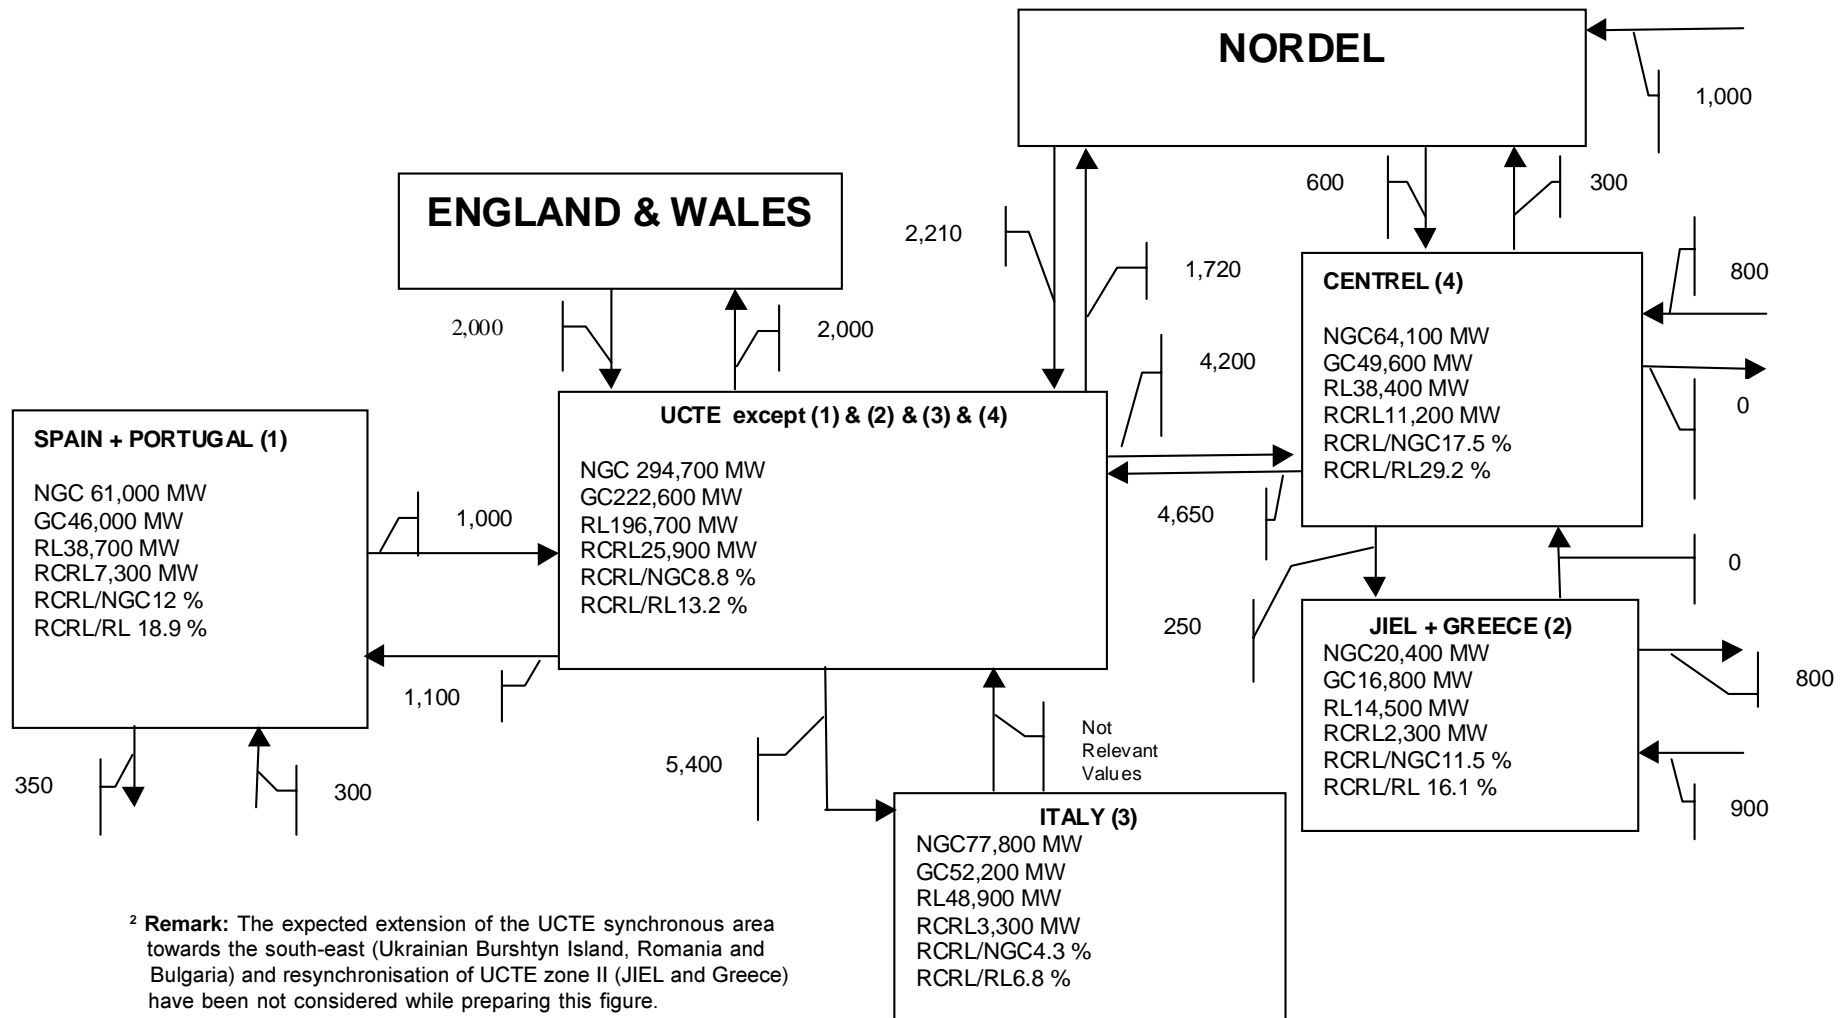 NORDEL
1,000
ENGLAND & WALES
600
300
2,210
1,720
800
2,000
2,000
4,200
CENTREL (4)
NGC64,100 MW
GC49,600 MW
RL38,400 MW
RCRL11,200 MW
RCRL/NGC17.5 %
RCRL/RL29.2 %
0
SPAIN + PORTUGAL (1)
NGC 61,000 MW
GC46,000 MW
RL38,700 MW
RCRL7,300 MW
RCRL/NGC12 %
RCRL/RL 18.9 %
1,000
UCTE except (1) & (2) & (3) & (4)
NGC 294,700 MW
GC222,600 MW
RL196,700 MW
RCRL25,900 MW
RCRL/NGC8.8 %
RCRL/RL13.2 %
4,650
0
250
1,100
JIEL + GREECE (2)
NGC20,400 MW
GC16,800 MW
RL14,500 MW
RCRL2,300 MW
RCRL/NGC11.5 %
RCRL/RL 16.1 %
800
900
350
300
5,400
Not
Relevant
Values
ITALY (3)
NGC77,800 MW
GC52,200 MW
RL48,900 MW
RCRL3,300 MW
RCRL/NGC4.3 %
RCRL/RL6.8 %
² Remark: The expected extension of the UCTE synchronous area
towards the south-east (Ukrainian Burshtyn Island, Romania and
Bulgaria) and resynchronisation of UCTE zone II (JIEL and Greece)
have been not considered while preparing this figure.